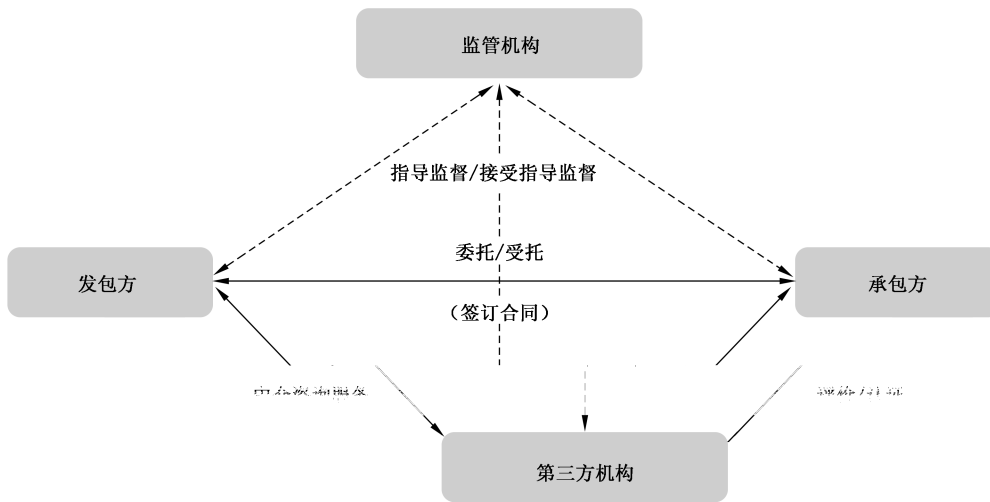 监管机构
指导监督/接受指导监督
委托/受托
发包方
承包方
（签订合同）
第三方机构